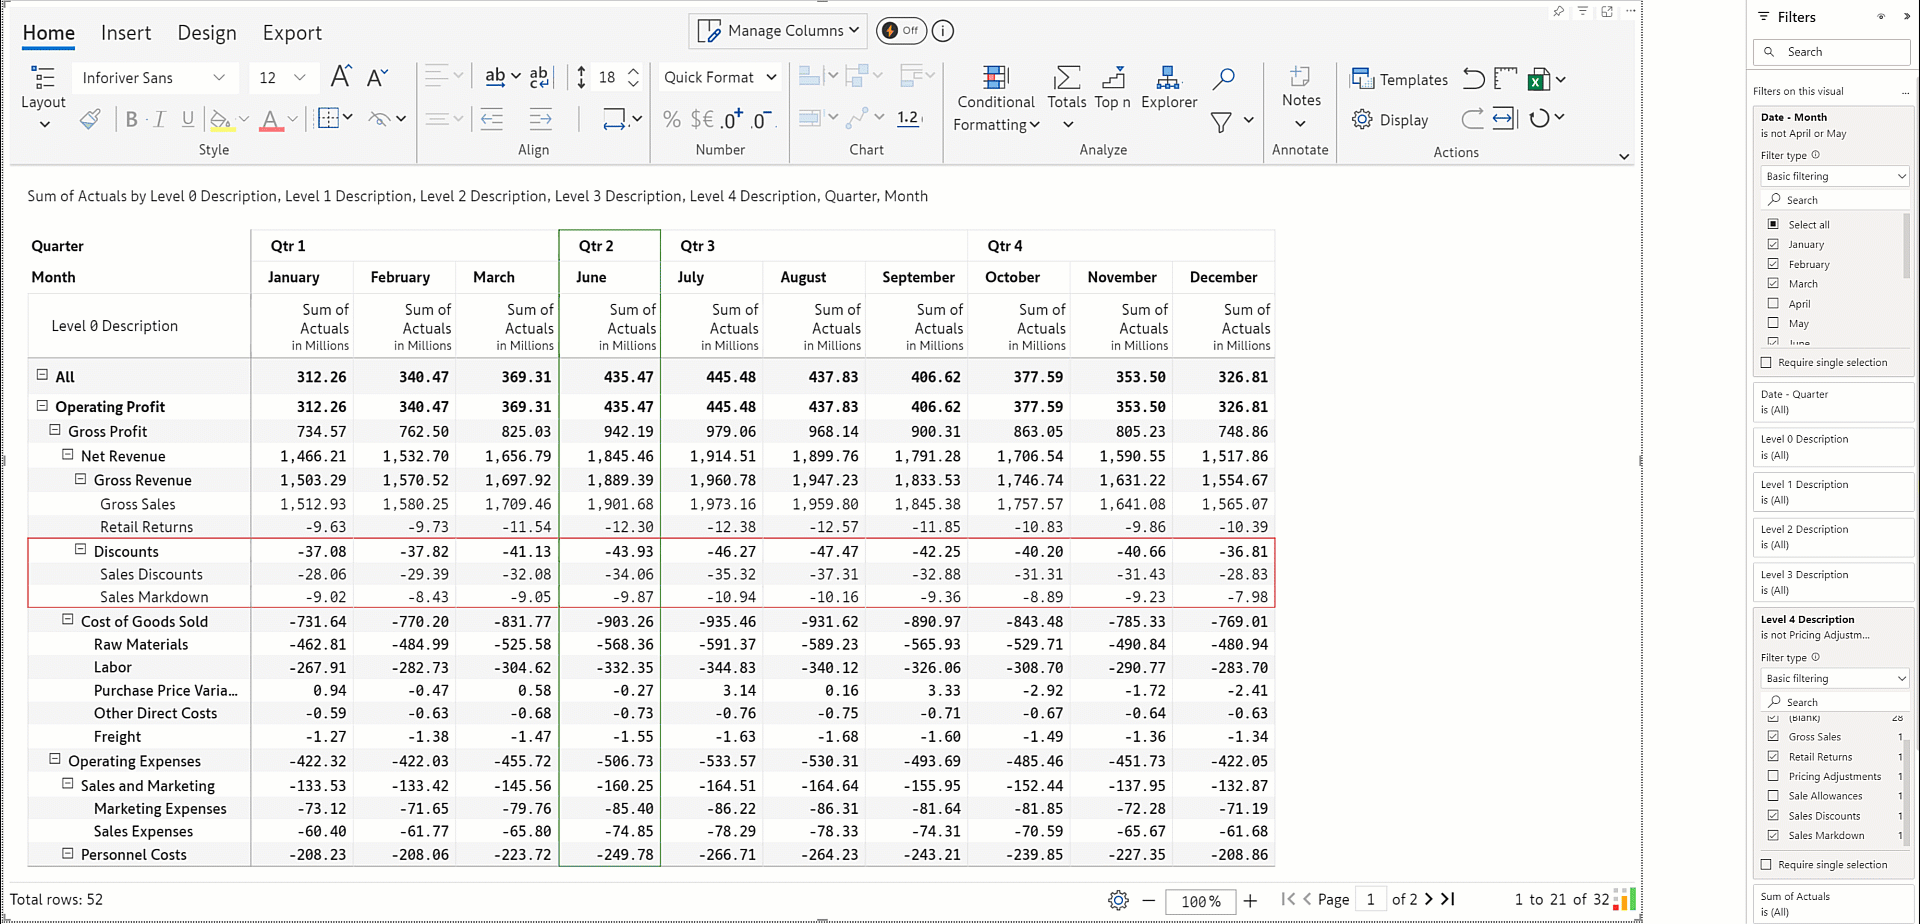 Home Insert Design Export
Manage Columns Off
Inforiver Sans 12 18 Quick Format
Layout
B I U A % $€ .0+ .0- 1.2
ab ab
Conditional Formatting Totals Top n Explorer
Notes
Templates
Display
Style Align Number Chart Analyze Annotate Actions
Sum of Actuals by Level 0 Description, Level 1 Description, Level 2 Description, Level 3 Description, Level 4 Description, Quarter, Month
Quarter Qtr 1 Qtr 2 Qtr 3 Qtr 4
Month January February March June July August September October November December
Level 0 Description
Sum of Sum of Sum of Sum of Sum of Sum of Sum of Sum of Sum of Sum of
Actuals Actuals Actuals Actuals Actuals Actuals Actuals Actuals Actuals Actuals
in Millions in Millions in Millions in Millions in Millions in Millions in Millions in Millions in Millions in Millions
All 312.26 340.47 369.31 435.47 445.48 437.83 406.62 377.59 353.50 326.81
Operating Profit 312.26 340.47 369.31 435.47 445.48 437.83 406.62 377.59 353.50 326.81
Gross Profit 734.57 762.50 825.03 942.19 979.06 968.14 900.31 863.05 805.23 748.86
Net Revenue 1,466.21 1,532.70 1,656.79 1,845.46 1,914.51 1,899.76 1,791.28 1,706.54 1,590.55 1,517.86
Gross Revenue 1,503.29 1,570.52 1,697.92 1,889.39 1,960.78 1,947.23 1,833.53 1,746.74 1,631.22 1,554.67
Gross Sales 1,512.93 1,580.25 1,709.46 1,901.68 1,973.16 1,959.80 1,845.38 1,757.57 1,641.08 1,565.07
Retail Returns -9.63 -9.73 -11.54 -12.30 -12.38 -12.57 -11.85 -10.83 -9.86 -10.39
Discounts -37.08 -37.82 -41.13 -43.93 -46.27 -47.47 -42.25 -40.20 -40.66 -36.81
Sales Discounts -28.06 -29.39 -32.08 -34.06 -35.32 -37.31 -32.88 -31.31 -31.43 -28.83
Sales Markdown -9.02 -8.43 -9.05 -9.87 -10.94 -10.16 -9.36 -8.89 -9.23 -7.98
Cost of Goods Sold -731.64 -770.20 -831.77 -903.26 -935.46 -931.62 -890.97 -843.48 -785.33 -769.01
Raw Materials -462.81 -484.99 -525.58 -568.36 -591.37 -589.23 -565.93 -529.71 -490.84 -480.94
Labor -267.91 -282.73 -304.62 -332.35 -344.83 -340.12 -326.06 -308.70 -290.77 -283.70
Purchase Price Varia... 0.94 -0.47 0.58 -0.27 3.14 0.16 3.33 -2.92 -1.72 -2.41
Other Direct Costs -0.59 -0.63 -0.68 -0.73 -0.76 -0.75 -0.71 -0.67 -0.64 -0.63
Freight -1.27 -1.38 -1.47 -1.55 -1.63 -1.68 -1.60 -1.49 -1.36 -1.34
Operating Expenses -422.32 -422.03 -455.72 -506.73 -533.57 -530.31 -493.69 -485.46 -451.73 -422.05
Sales and Marketing -133.53 -133.42 -145.56 -160.25 -164.51 -164.64 -155.95 -152.44 -137.95 -132.87
Marketing Expenses -73.12 -71.65 -79.76 -85.40 -86.22 -86.31 -81.64 -81.85 -72.28 -71.19
Sales Expenses -60.40 -61.77 -65.80 -74.85 -78.29 -78.33 -74.31 -70.59 -65.67 -61.68
Personnel Costs -208.23 -208.06 -223.72 -249.78 -266.71 -264.23 -243.21 -239.85 -227.35 -208.86
Total rows: 52 100% Page 1 of 2 1 to 21 of 32
Filters
Search
Filters on this visual ...
Date - Month
is not April or May
Filter type
Basic filtering
Search
Select all
January
February
March
April
May
June
Require single selection
Date - Quarter
is (All)
Level 0 Description
is (All)
Level 1 Description
is (All)
Level 2 Description
is (All)
Level 3 Description
is (All)
Level 4 Description
is not Pricing Adjustm...
Filter type
Basic filtering
Search
(Blank) 28
Gross Sales 1
Retail Returns 1
Pricing Adjustments 1
Sale Allowances 1
Sales Discounts 1
Sales Markdown 1
Require single selection
Sum of Actuals
is (All)